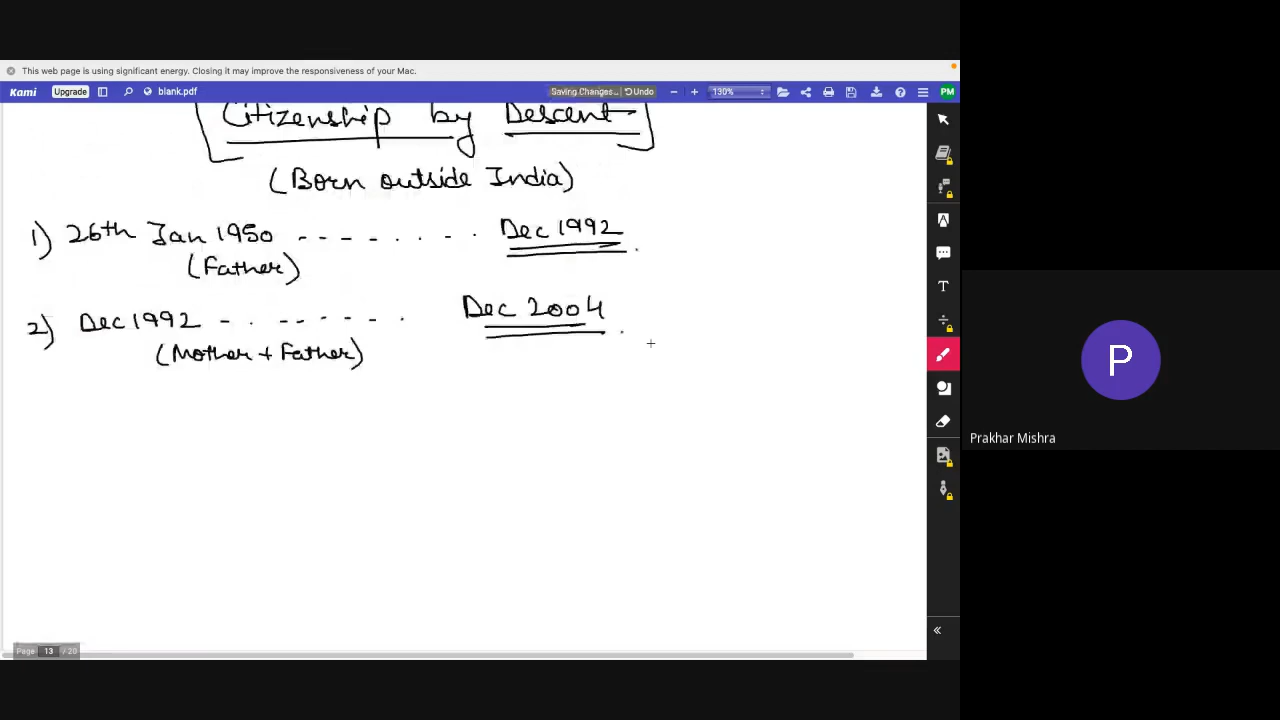 This web page is using significant energy. Closing it may improve the responsiveness of your Mac.
Kami Upgrade blank.pdf Saving Changes... Undo 130% PM
Citizenship by Descent
(Born outside India)
1) 26th Jan 1950 - - - - . . . - . Dec 1992 .
(Father)
2) Dec 1992 - . - - - - - . Dec 2004 .
(Mother + Father)
T
P
Prakhar Mishra
Page 13 / 20